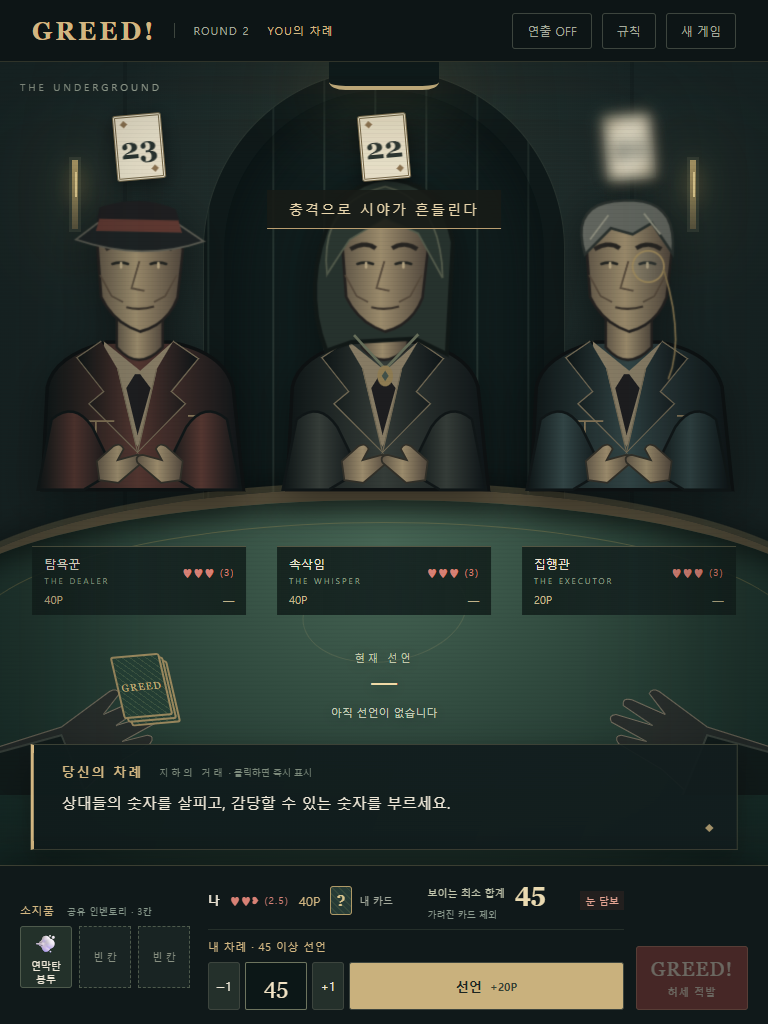 GREED!
ROUND 2 YOU의 차례
연출 OFF
규칙
새 게임
THE UNDERGROUND
23
22
충격으로 시야가 흔들린다
탐욕꾼
THE DEALER
♥♥♥ (3)
40P
—
속삭임
THE WHISPER
♥♥♥ (3)
40P
—
집행관
THE EXECUTOR
♥♥♥ (3)
20P
—
GREED
현재 선언
—
아직 선언이 없습니다
당신의 차례 지하의 거래 · 클릭하면 즉시 표시
상대들의 숫자를 살피고, 감당할 수 있는 숫자를 부르세요.
소지품 공유 인벤토리 · 3칸
연막탄
봉투
빈 칸
빈 칸
나 (2.5) 40P ? 내 카드
보이는 최소 합계 45
가려진 카드 제외
눈 담보
내 차례 · 45 이상 선언
−1
45
+1
선언 +20P
GREED!
허세 적발